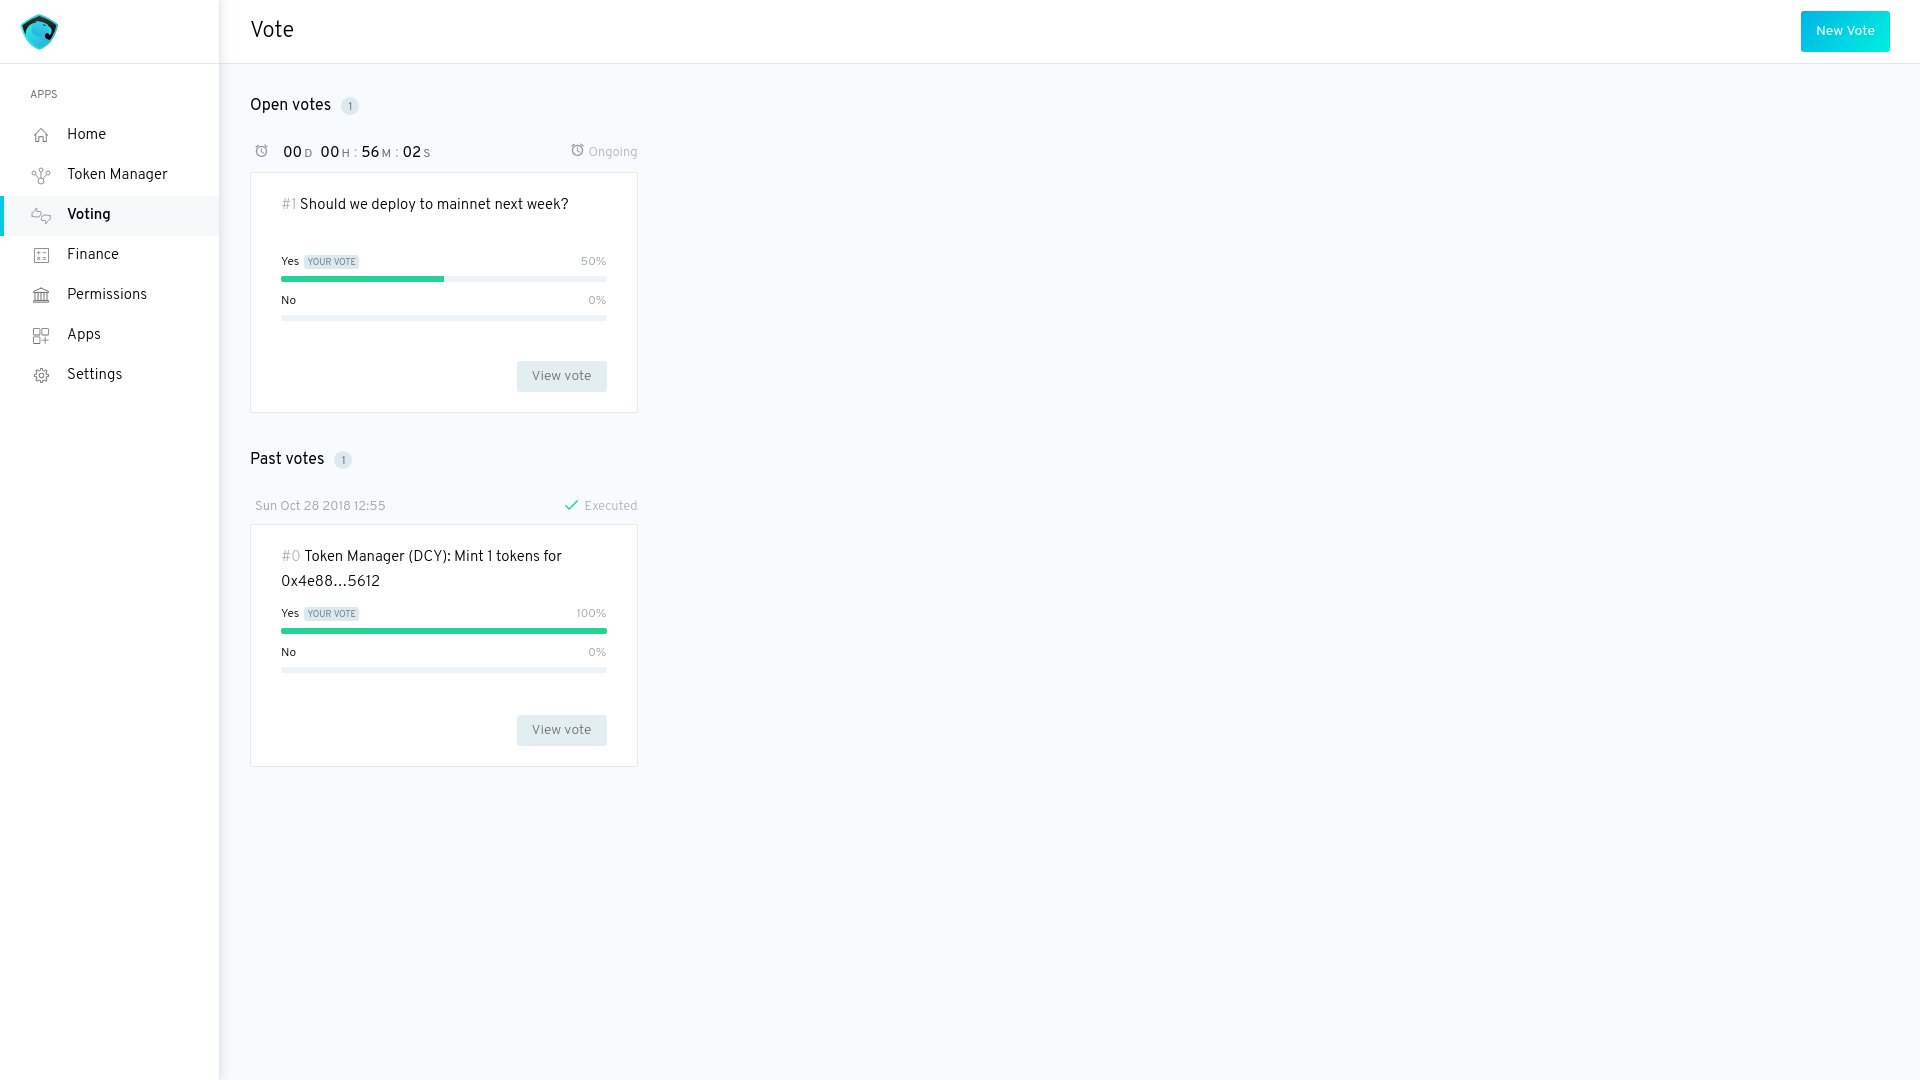 Vote
New Vote
APPS
Home
Token Manager
Voting
Finance
Permissions
Apps
Settings
Open votes 1
00 D 00 H : 56 M : 02 S
Ongoing
#1 Should we deploy to mainnet next week?
Yes YOUR VOTE 50%
No 0%
View vote
Past votes 1
Sun Oct 28 2018 12:55
Executed
#0 Token Manager (DCY): Mint 1 tokens for
0x4e88…5612
Yes YOUR VOTE 100%
No 0%
View vote